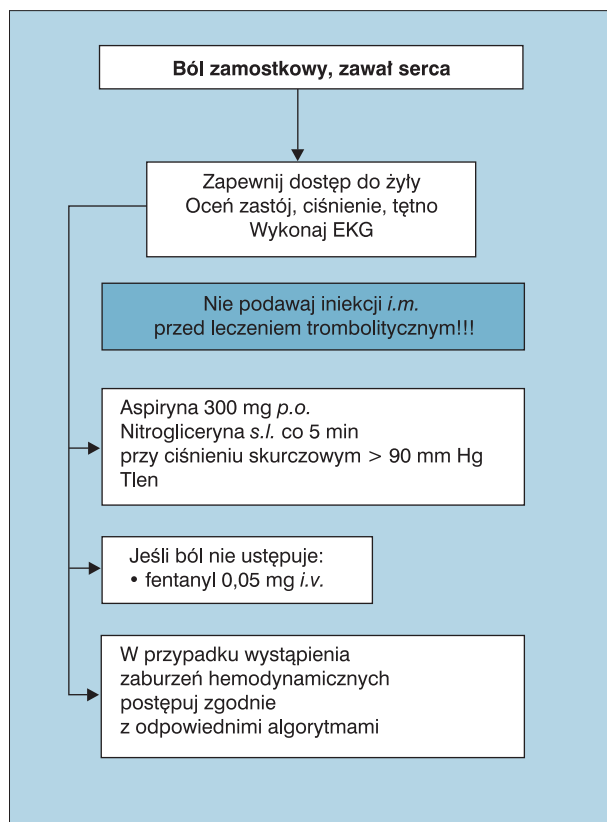 Ból zamostkowy, zawał serca
Zapewnij dostęp do żyły
Oceń zastój, ciśnienie, tętno
Wykonaj EKG
Nie podawaj iniekcji i.m.
przed leczeniem trombolitycznym!!!
Aspiryna 300 mg p.o.
Nitrogliceryna s.l. co 5 min
przy ciśnieniu skurczowym > 90 mm Hg
Tlen
Jeśli ból nie ustępuje:
• fentanyl 0,05 mg i.v.
W przypadku wystąpienia
zaburzeń hemodynamicznych
postępuj zgodnie
z odpowiednimi algorytmami